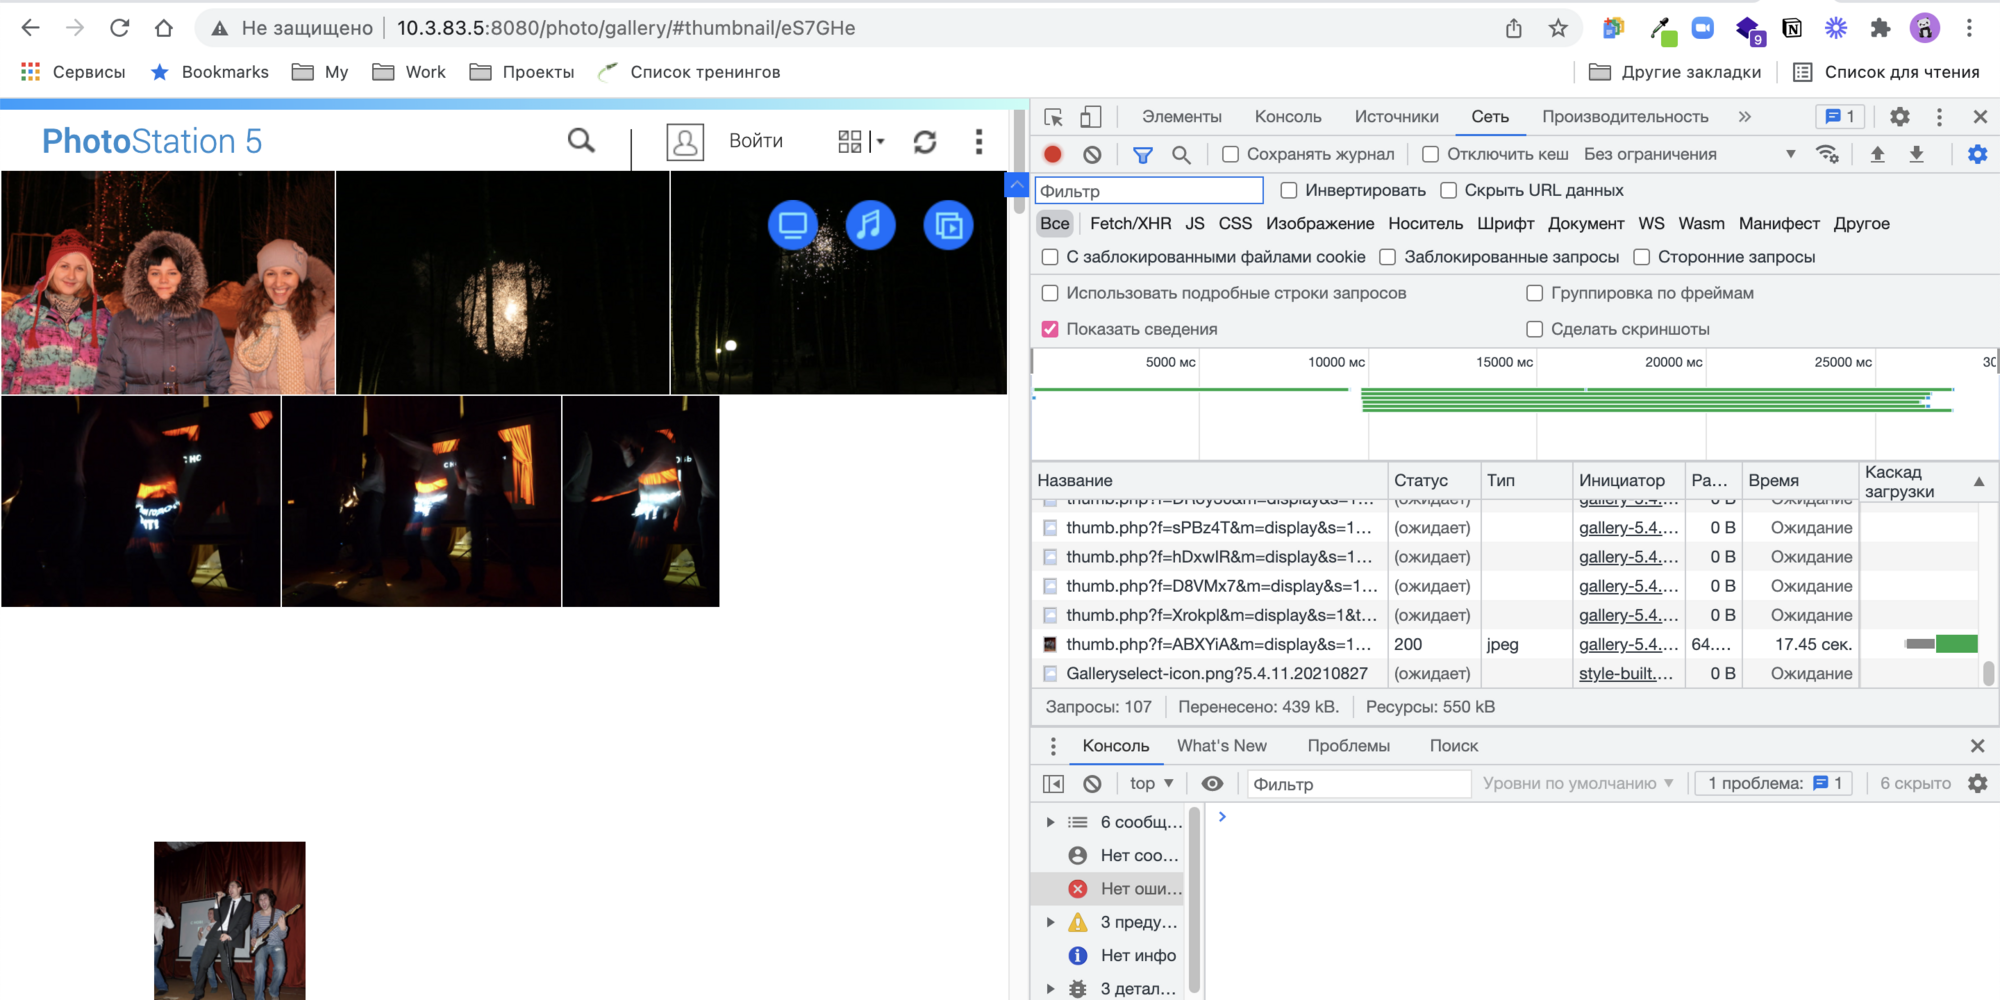 Не защищено 10.3.83.5:8080/photo/gallery/#thumbnail/eS7GHe
9
Сервисы Bookmarks My Work Проекты Список тренингов Другие закладки Список для чтения
PhotoStation 5 Войти
Элементы Консоль Источники Сеть Производительность 1
Сохранять журнал Отключить кеш Без ограничения
Фильтр Инвертировать Скрыть URL данных
Все Fetch/XHR JS CSS Изображение Носитель Шрифт Документ WS Wasm Манифест Другое
С заблокированными файлами cookie Заблокированные запросы Сторонние запросы
Использовать подробные строки запросов Группировка по фреймам
Показать сведения Сделать скриншоты
5000 мс 10000 мс 15000 мс 20000 мс 25000 мс
Название Статус Тип Инициатор Ра... Время Каскад загрузки
thumb.php?f=sPBz4T&m=display&s=1... (ожидает) gallery-5.4.... 0 B Ожидание
thumb.php?f=hDxwIR&m=display&s=1... (ожидает) gallery-5.4.... 0 B Ожидание
thumb.php?f=D8VMx7&m=display&s=1... (ожидает) gallery-5.4.... 0 B Ожидание
thumb.php?f=Xrokpl&m=display&s=1&t... (ожидает) gallery-5.4.... 0 B Ожидание
thumb.php?f=ABXYiA&m=display&s=1... 200 jpeg gallery-5.4.... 64.... 17.45 сек.
Galleryselect-icon.png?5.4.11.20210827 (ожидает) style-built.... 0 B Ожидание
Запросы: 107 Перенесено: 439 kB. Ресурсы: 550 kB
Консоль What's New Проблемы Поиск
top Фильтр Уровни по умолчанию 1 проблема: 1 6 скрыто
6 сообщ...
Нет соо...
Нет оши...
3 преду...
Нет инфо
3 детал...